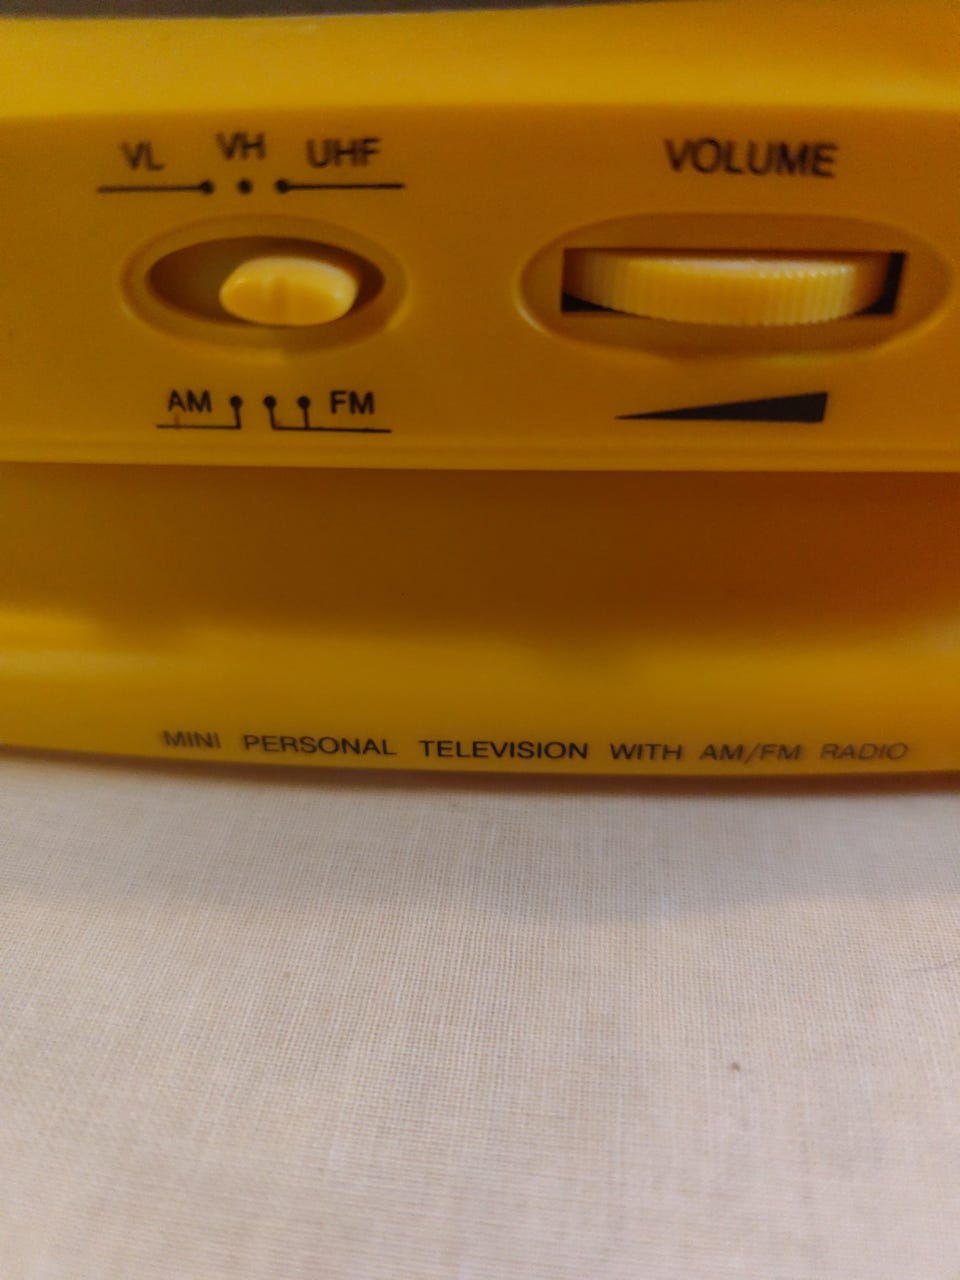 VL VH UHF
VOLUME
AM FM
MINI PERSONAL TELEVISION WITH AM/FM RADIO